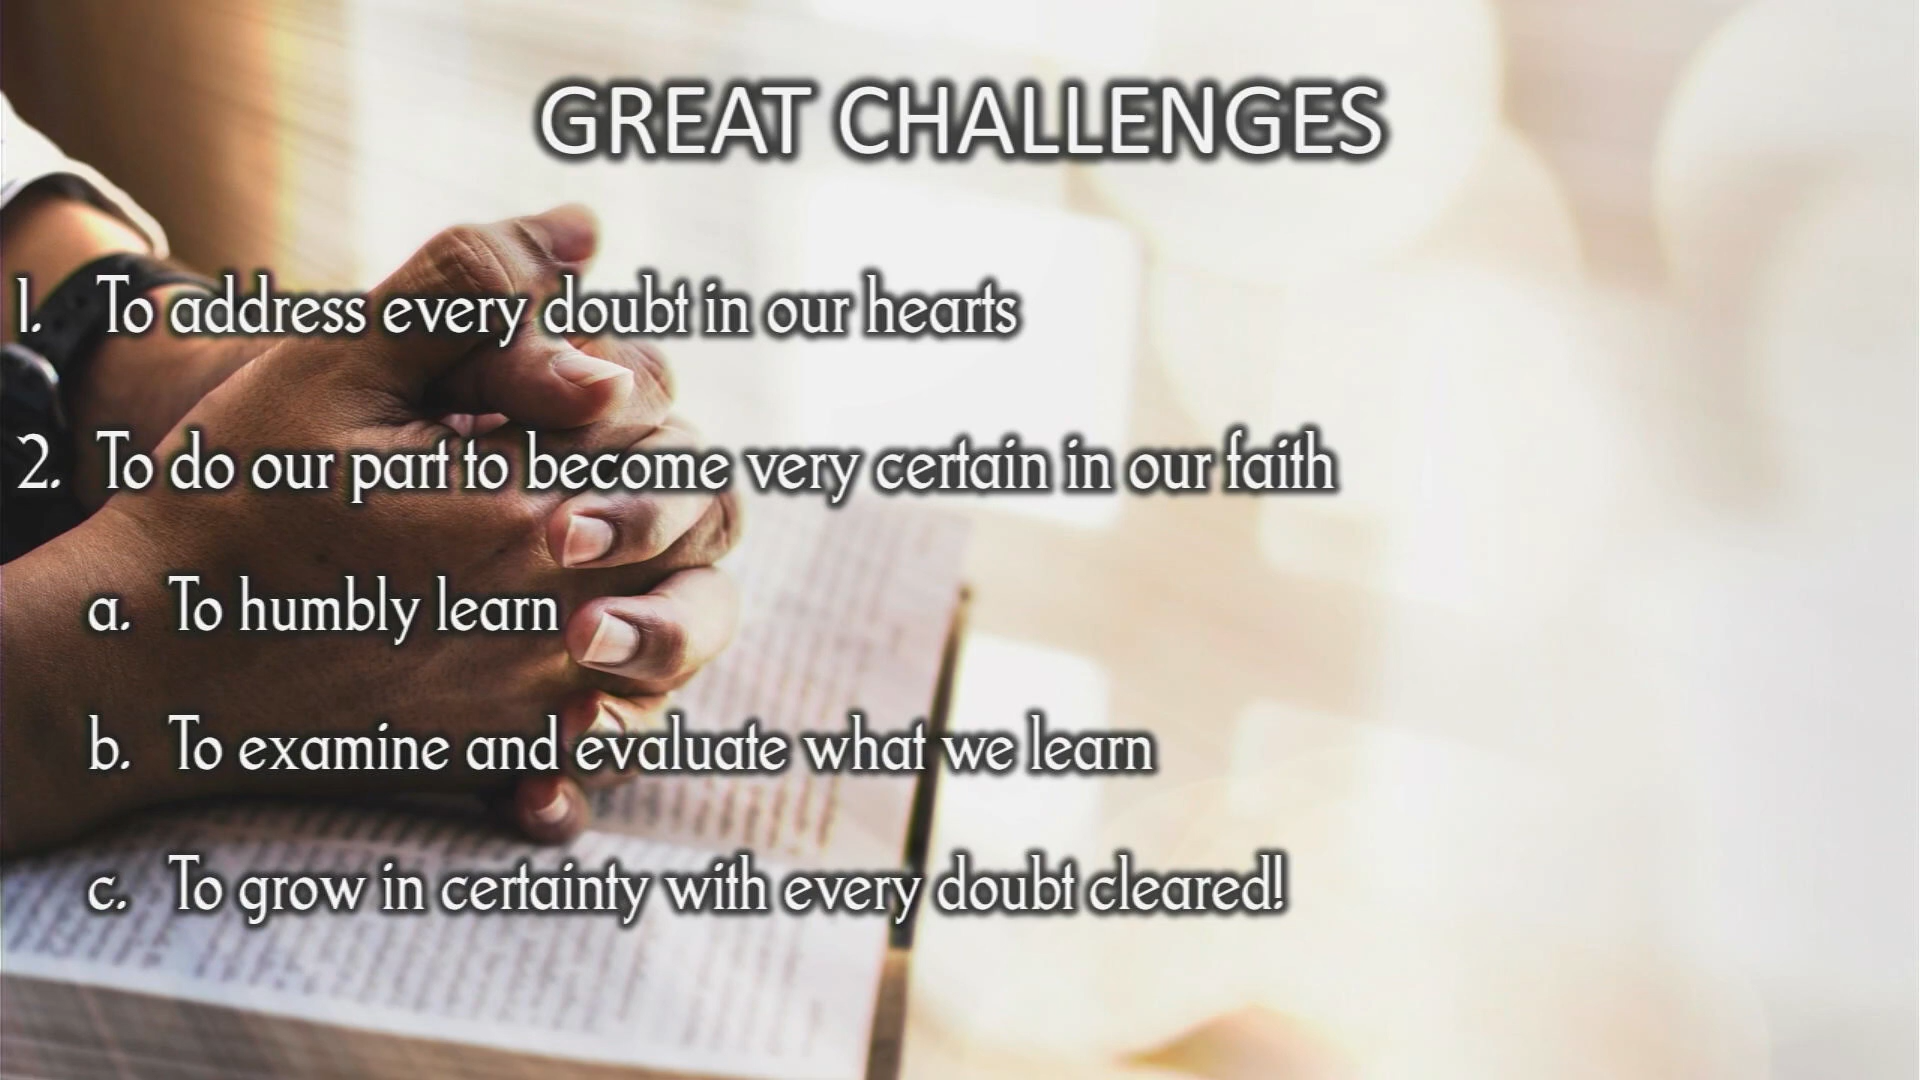 GREAT CHALLENGES
1. To address every doubt in our hearts
2. To do our part to become very certain in our faith
a. To humbly learn
b. To examine and evaluate what we learn
c. To grow in certainty with every doubt cleared!